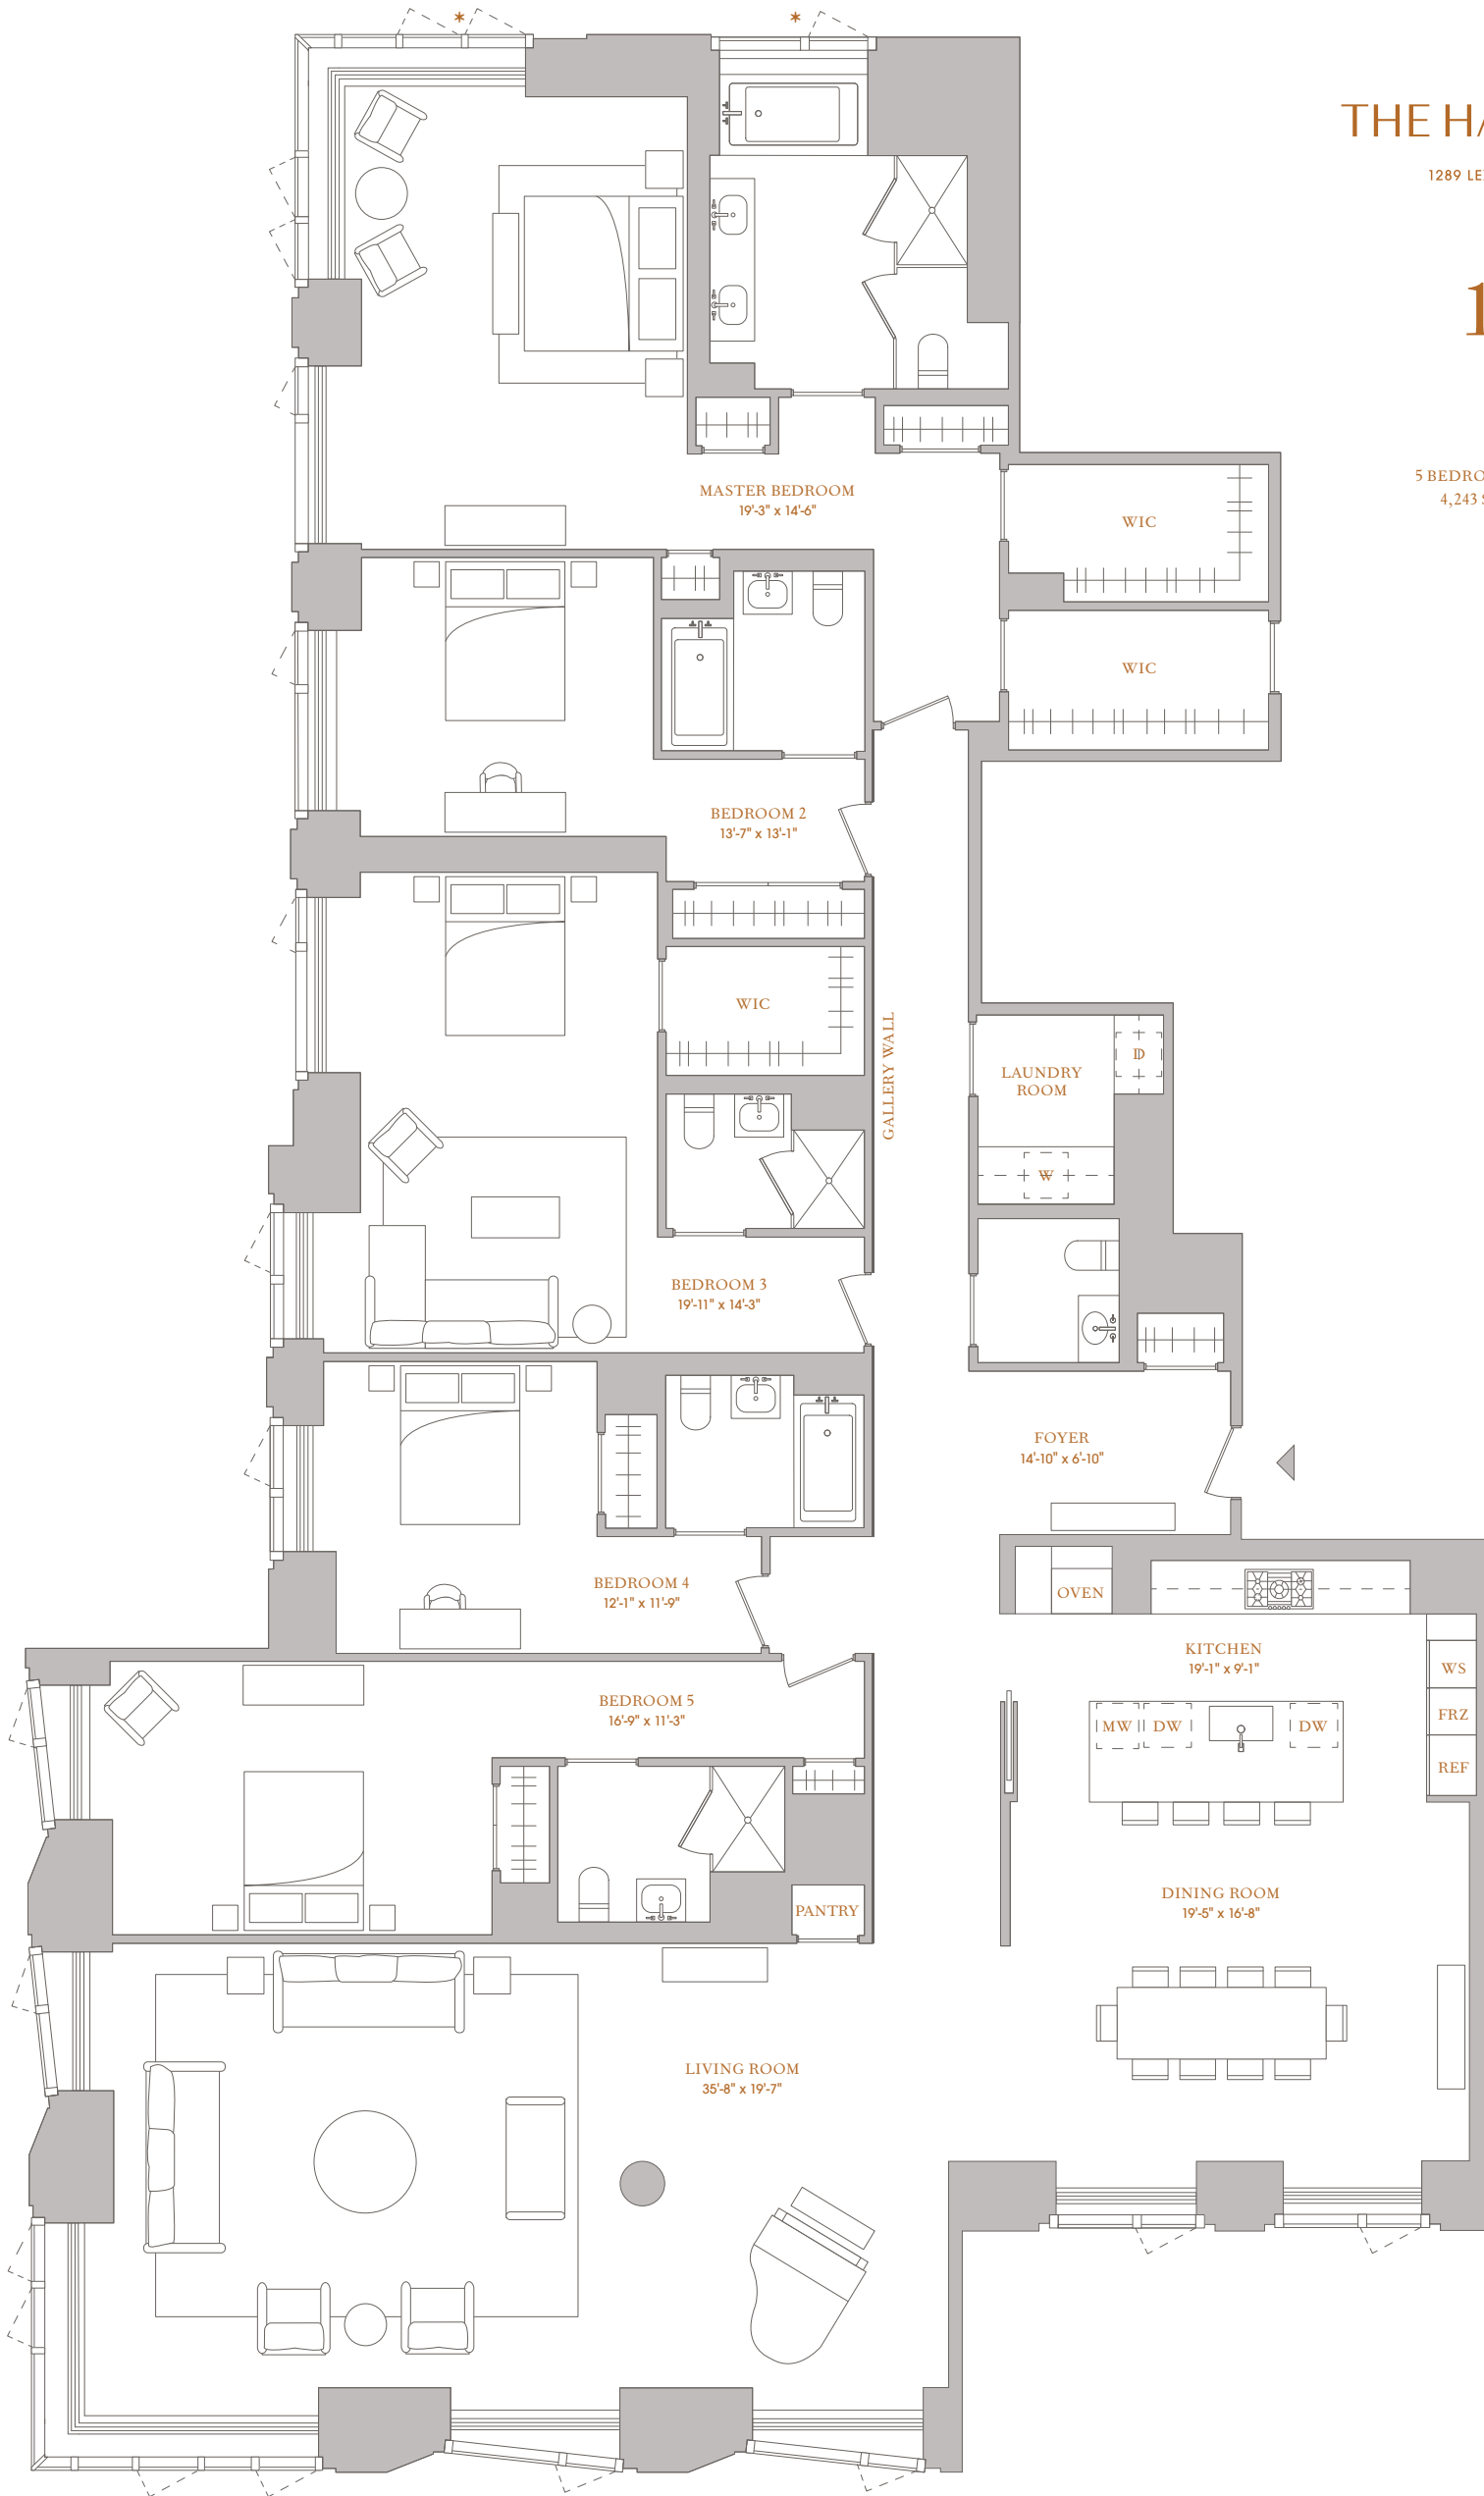 *
*
THE HA
1289 LE
1
5 BEDRO
4,243
MASTER BEDROOM
19'-3" x 14'-6"
WIC
WIC
BEDROOM 2
13'-7" x 13'-1"
WIC
GALLERY WALL
LAUNDRY
ROOM
D
W
BEDROOM 3
19'-11" x 14'-3"
FOYER
14'-10" x 6'-10"
OVEN
BEDROOM 4
12'-1" x 11'-9"
KITCHEN
19'-1" x 9'-1"
WS
FRZ
REF
BEDROOM 5
16'-9" x 11'-3"
MW
DW
DW
PANTRY
DINING ROOM
19'-5" x 16'-8"
LIVING ROOM
35'-8" x 19'-7"